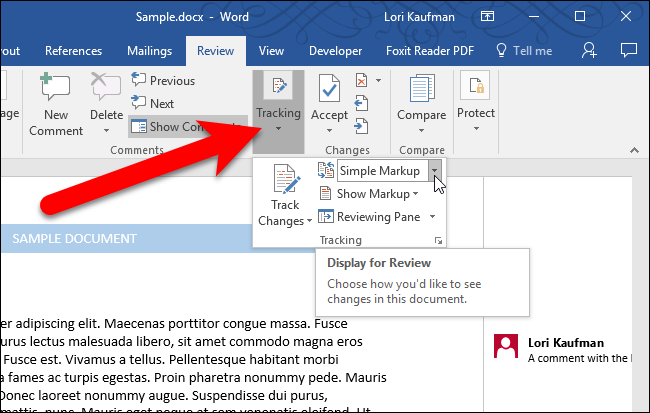 Sample.docx - Word
Lori Kaufman
References Mailings Review View Developer Foxit Reader PDF Tell me
New
Comment
Delete
Previous
Next
Show
Comments
Tracking
Accept
Changes
Compare
Compare
Protect
Track
Changes
Simple Markup
Show Markup
Reviewing Pane
Tracking
Display for Review
Choose how you'd like to see
changes in this document.
SAMPLE DOCUMENT
er adipiscing elit. Maecenas porttitor congue massa. Fusce
urus lectus malesuada libero, sit amet commodo magna eros
Fusce est. Vivamus a tellus. Pellentesque habitant morbi
a fames ac turpis egestas. Proin pharetra nonummy pede. Mauris
Donec laoreet nonummy augue. Suspendisse dui purus,
Lori Kaufman
A comment with the